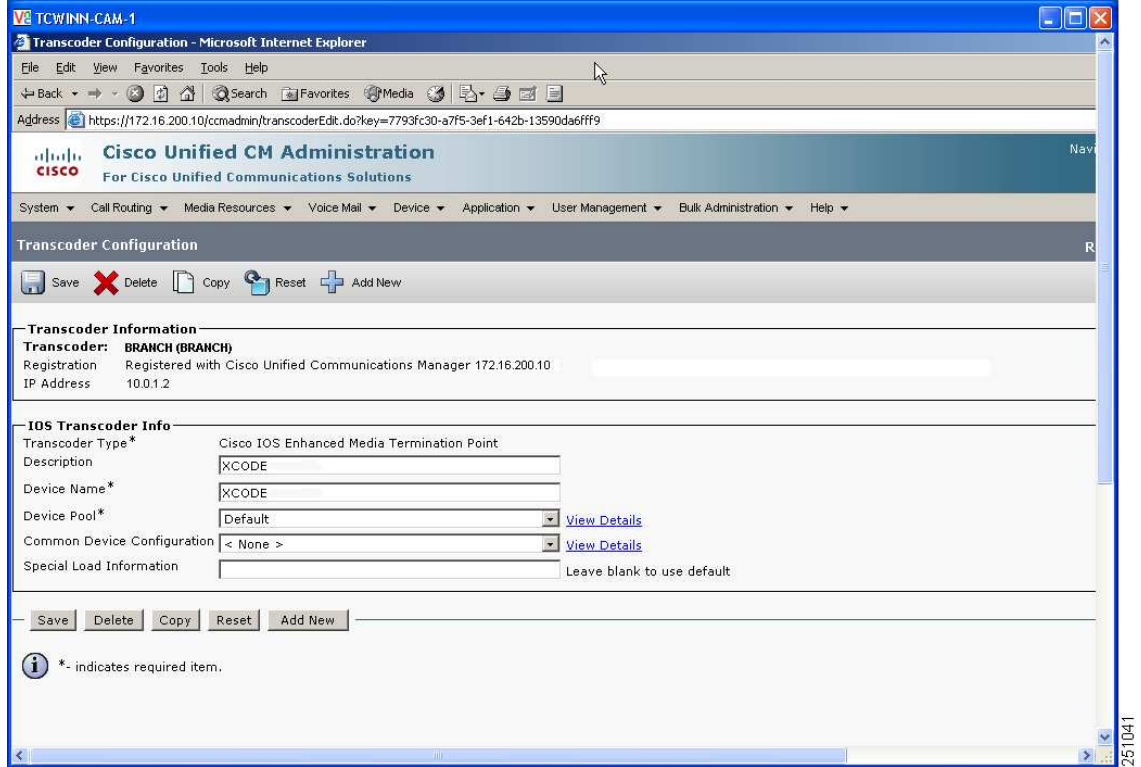 TCWINN-CAM-1
Transcoder Configuration - Microsoft Internet Explorer
File Edit View Favorites Tools Help
Back Search Favorites Media
Address https://172.16.200.10/ccmadmin/transcoderEdit.do?key=7793fc30-a7f5-3ef1-642b-13590da6fff9
cisco Cisco Unified CM Administration Navi
For Cisco Unified Communications Solutions
System Call Routing Media Resources Voice Mail Device Application User Management Bulk Administration Help
Transcoder Configuration R
Save Delete Copy Reset Add New
Transcoder Information
Transcoder: BRANCH (BRANCH)
Registration Registered with Cisco Unified Communications Manager 172.16.200.10
IP Address 10.0.1.2
IOS Transcoder Info
Transcoder Type* Cisco IOS Enhanced Media Termination Point
Description XCODE
Device Name* XCODE
Device Pool* Default View Details
Common Device Configuration < None > View Details
Special Load Information Leave blank to use default
Save Delete Copy Reset Add New
i *- indicates required item.
251041